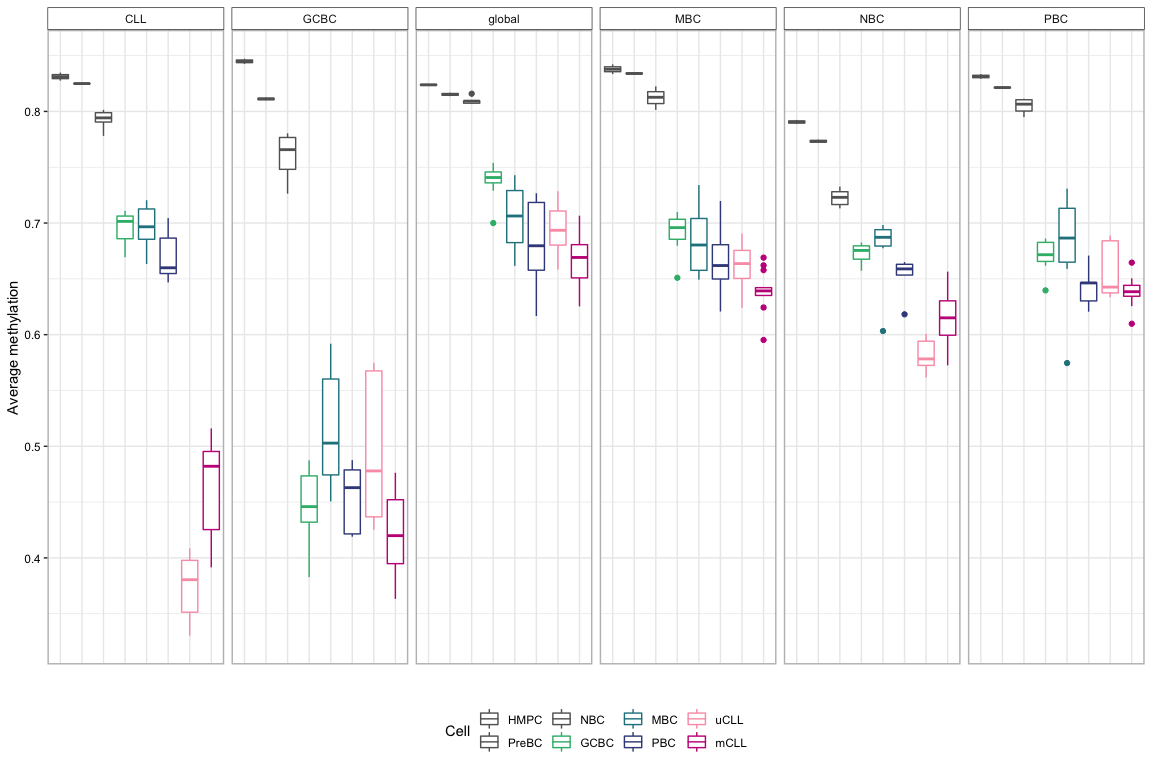 CLL GCBC global MBC NBC PBC
Average methylation
0.8
0.7
0.6
0.5
0.4
Cell
HMPC NBC MBC uCLL
PreBC GCBC PBC mCLL